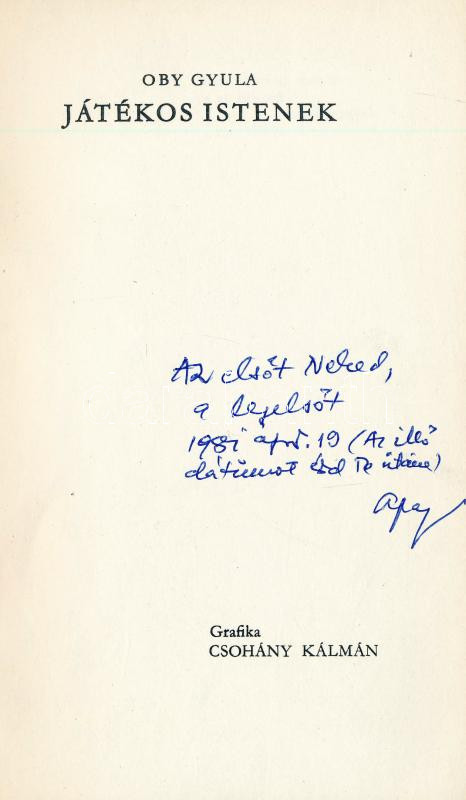 OBY GYULA
JÁTÉKOS ISTENEK
Az elsőt Neked,
a legelsőt
1981 ápr. 19 (Az illő
dátumot írd Te utána)
Apa
Grafika
CSOHÁNY KÁLMÁN